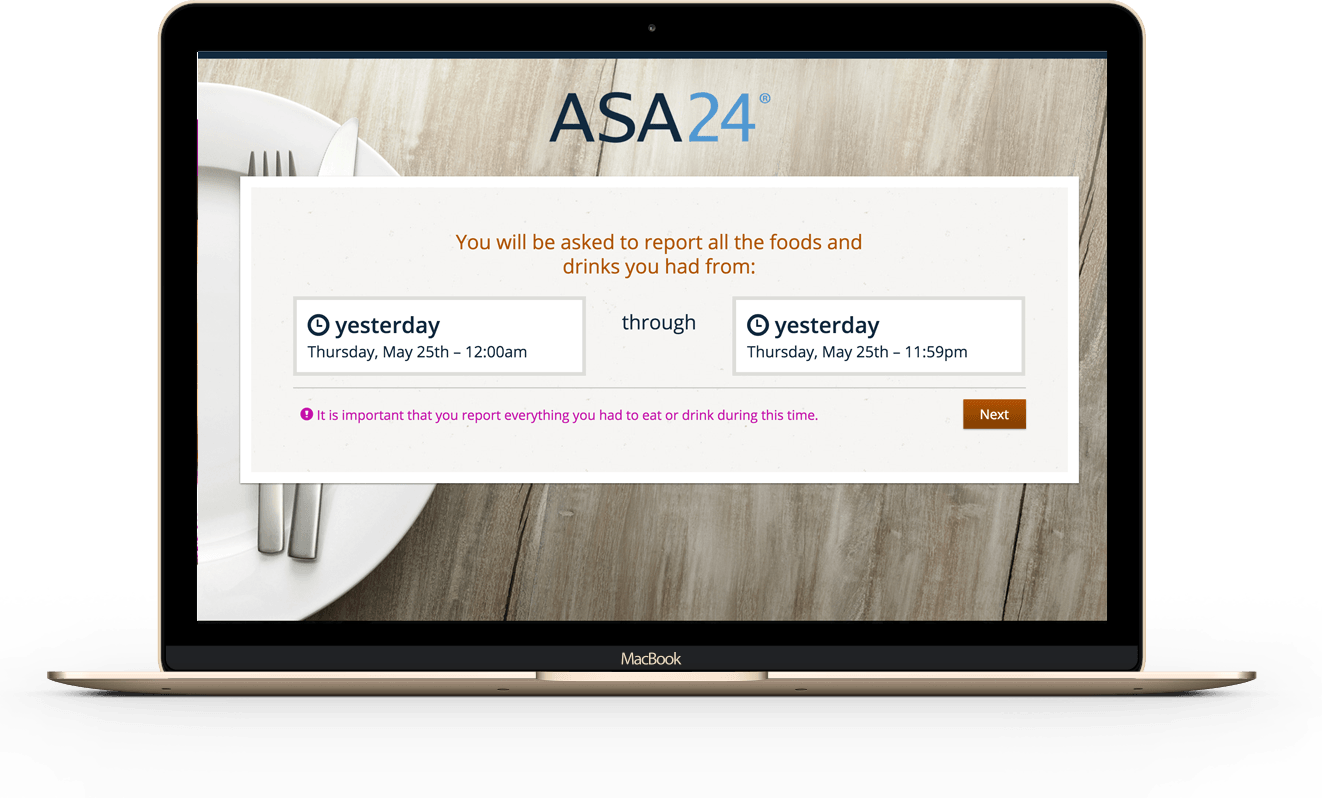 ASA24®
You will be asked to report all the foods and
drinks you had from:
yesterday
Thursday, May 25th – 12:00am
through
yesterday
Thursday, May 25th – 11:59pm
It is important that you report everything you had to eat or drink during this time.
Next
MacBook